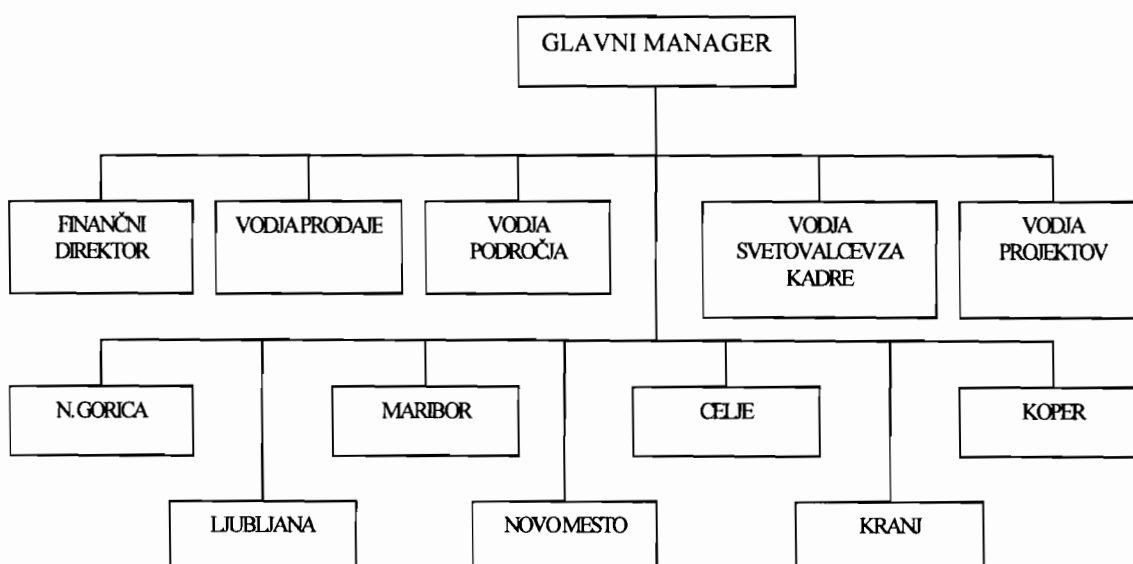 GLAVNI MANAGER
FINANČNI
DIREKTOR
VODJA PRODAJE
VODJA
PODROČJA
VODJA
SVETOVALCEV ZA
KADRE
VODJA
PROJEKTOV
N. GORICA
MARIBOR
CELJE
KOPER
LJUBLJANA
NOVO MESTO
KRANJ